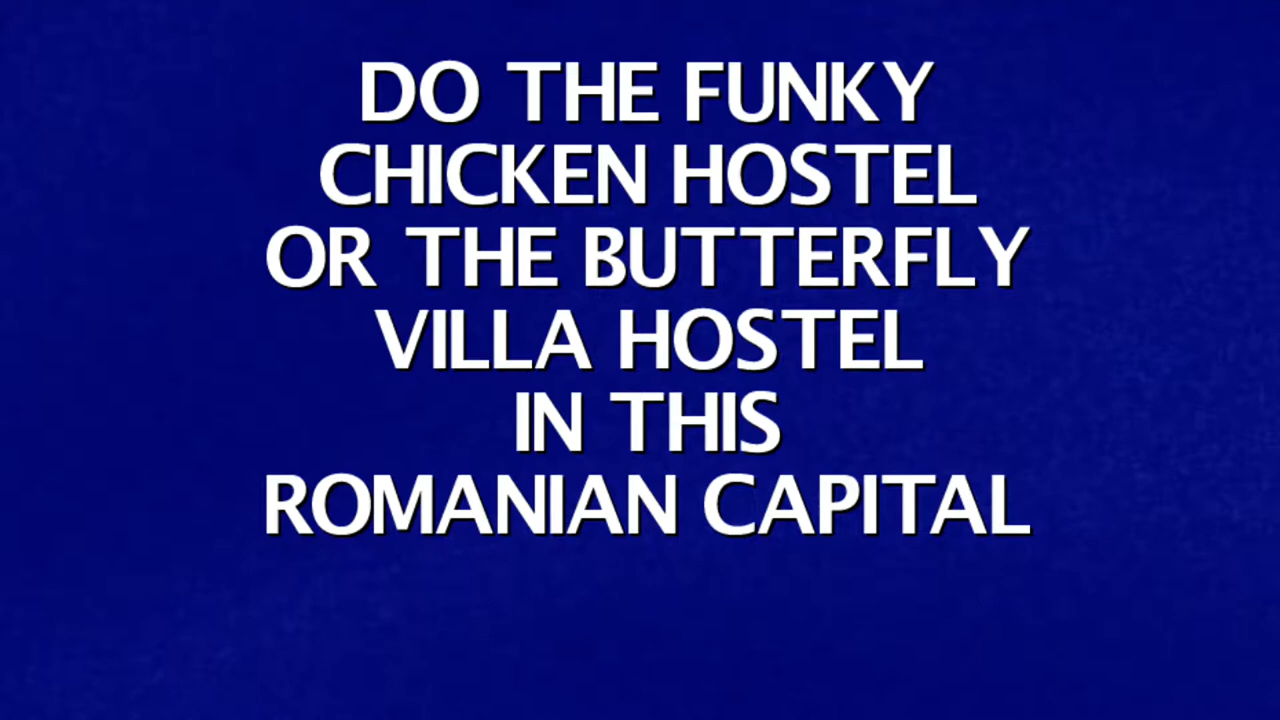 DO THE FUNKY
CHICKEN HOSTEL
OR THE BUTTERFLY
VILLA HOSTEL
IN THIS
ROMANIAN CAPITAL